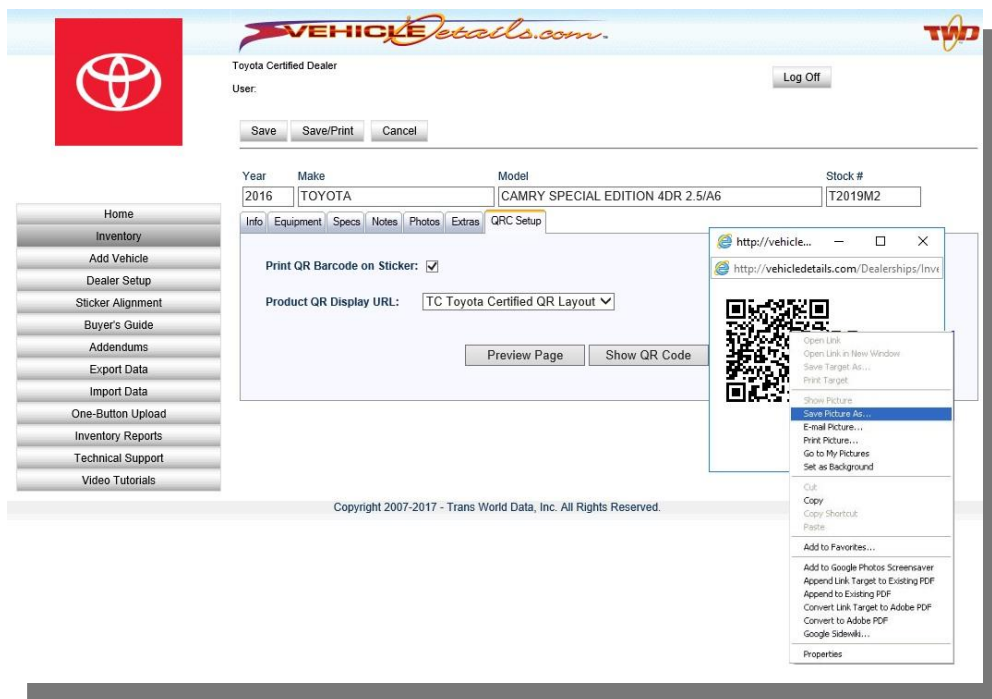 VEHICLE Details.com.
TWD
Toyota Certified Dealer
Log Off
User:
Save Save/Print Cancel
Year Make Model Stock #
2016 TOYOTA CAMRY SPECIAL EDITION 4DR 2.5/A6 T2019M2
Info Equipment Specs Notes Photos Extras QRC Setup
Home
Inventory
Add Vehicle
Dealer Setup
Sticker Alignment
Buyer's Guide
Addendums
Export Data
Import Data
One-Button Upload
Inventory Reports
Technical Support
Video Tutorials
Print QR Barcode on Sticker:
Product QR Display URL: TC Toyota Certified QR Layout
Preview Page Show QR Code
http://vehicle...
http://vehicledetails.com/Dealerships/Inve
Open Link
Open Link in New Window
Save Target As...
Print Target
Show Picture
Save Picture As...
E-mail Picture...
Print Picture...
Go to My Pictures
Set as Background
Cut
Copy
Copy Shortcut
Paste
Add to Favorites...
Add to Google Photos Screensaver
Append Link Target to Existing PDF
Append to Existing PDF
Convert Link Target to Adobe PDF
Convert to Adobe PDF
Google Sidewiki...
Properties
Copyright 2007-2017 - Trans World Data, Inc. All Rights Reserved.